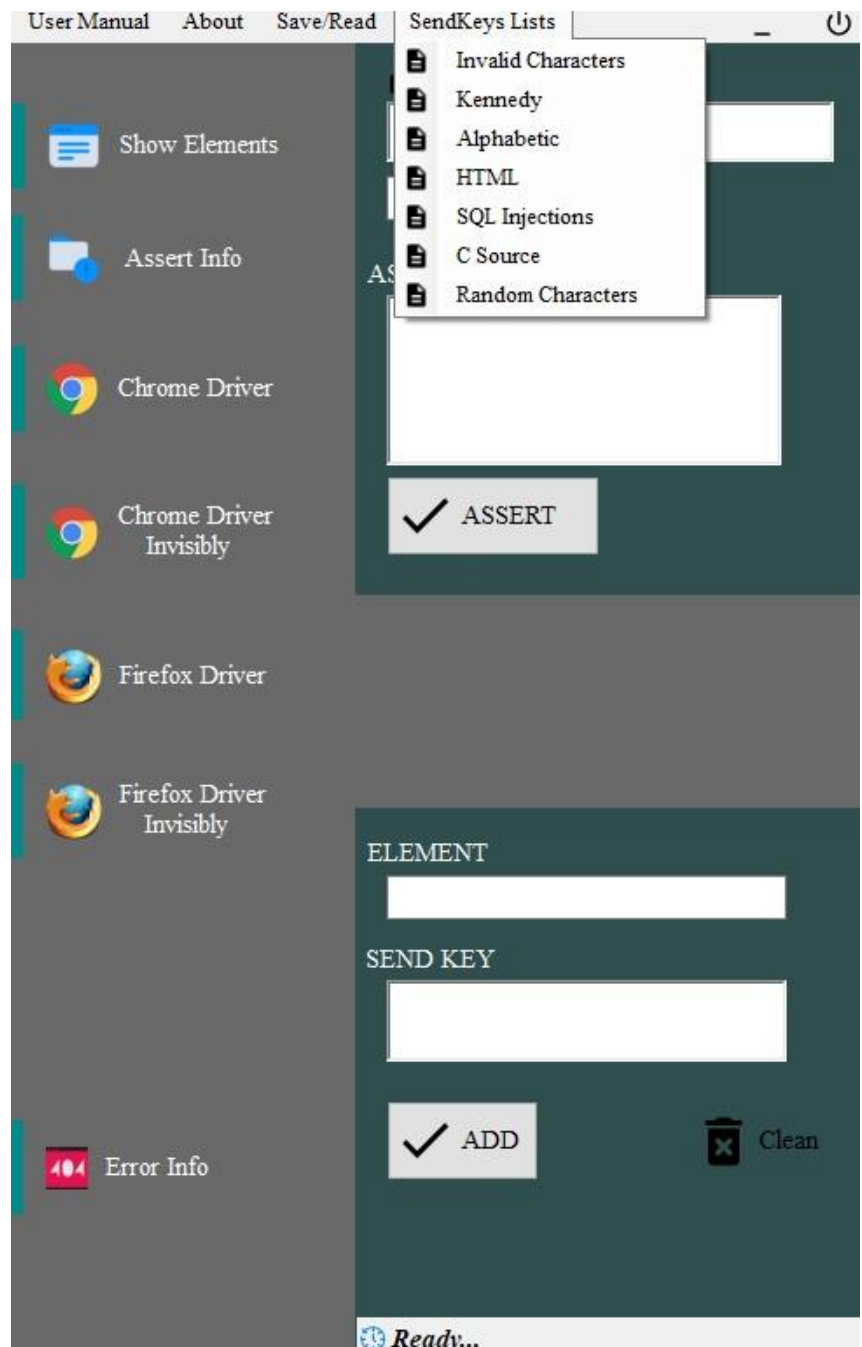 User Manual About Save/Read SendKeys Lists
Invalid Characters
Kennedy
Alphabetic
HTML
SQL Injections
C Source
Random Characters
Show Elements
Assert Info
Chrome Driver
Chrome Driver
Invisibly
Firefox Driver
Firefox Driver
Invisibly
404 Error Info
AS
ASSERT
ELEMENT
SEND KEY
ADD
Clean
Ready...